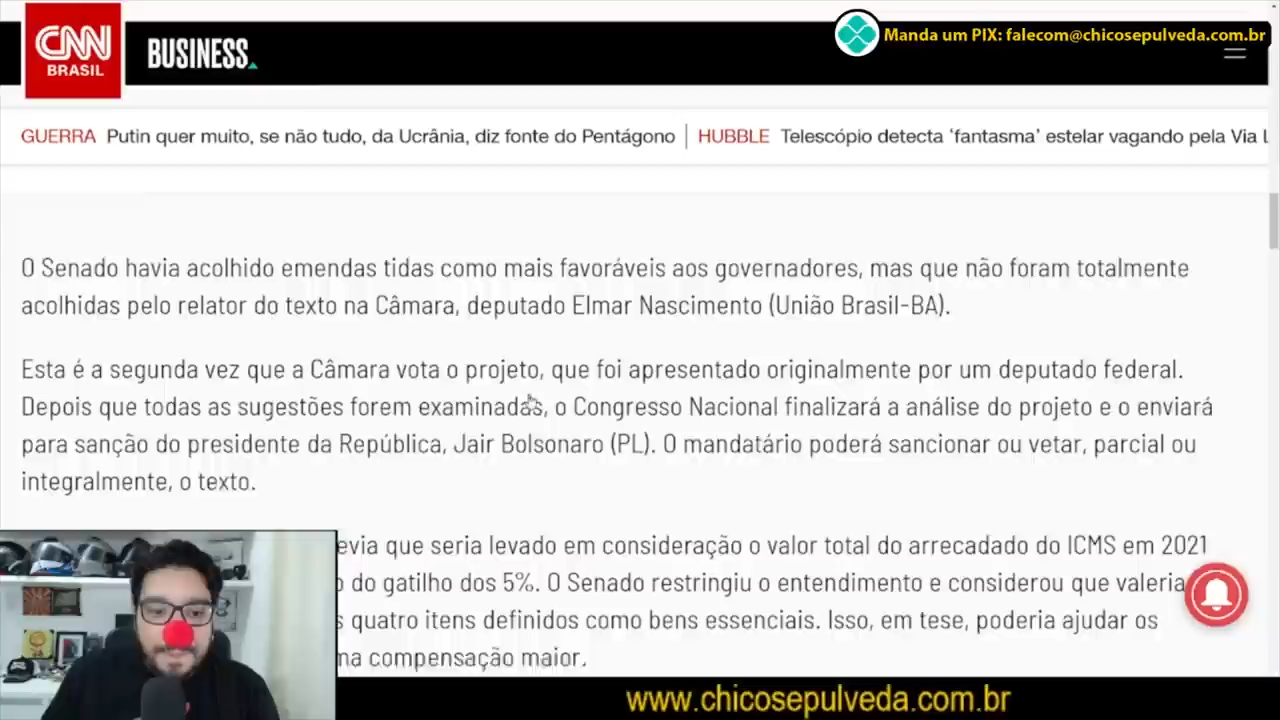 CNN
BRASIL
BUSINESS
Manda um PIX: falecom@chicosepulveda.com.br
GUERRA Putin quer muito, se não tudo, da Ucrânia, diz fonte do Pentágono | HUBBLE Telescópio detecta 'fantasma' estelar vagando pela Via L
O Senado havia acolhido emendas tidas como mais favoráveis aos governadores, mas que não foram totalmente
acolhidas pelo relator do texto na Câmara, deputado Elmar Nascimento (União Brasil-BA).
Esta é a segunda vez que a Câmara vota o projeto, que foi apresentado originalmente por um deputado federal.
Depois que todas as sugestões forem examinadas, o Congresso Nacional finalizará a análise do projeto e o enviará
para sanção do presidente da República, Jair Bolsonaro (PL). O mandatário poderá sancionar ou vetar, parcial ou
integralmente, o texto.
evia que seria levado em consideração o valor total do arrecadado do ICMS em 2021
o do gatilho dos 5%. O Senado restringiu o entendimento e considerou que valeria
s quatro itens definidos como bens essenciais. Isso, em tese, poderia ajudar os
ma compensação maior.
www.chicosepulveda.com.br